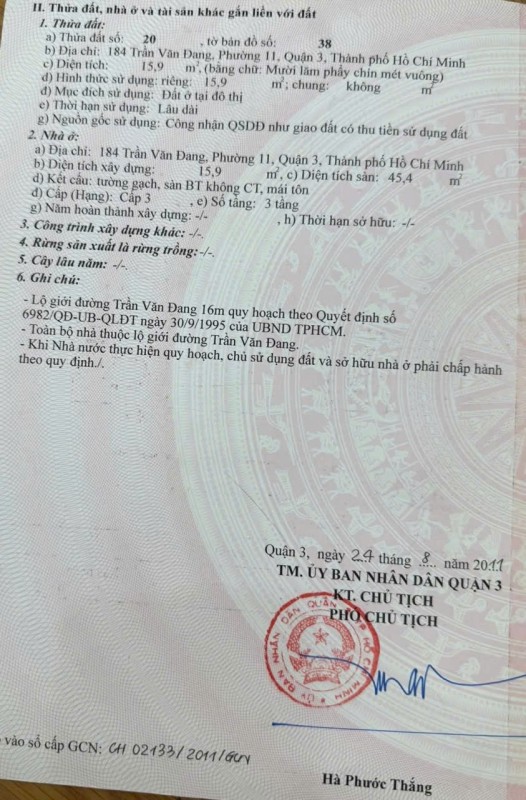 II. Thửa đất, nhà ở và tài sản khác gắn liền với đất
1. Thửa đất:
a) Thửa đất số: 20 , tờ bản đồ số: 38
b) Địa chỉ: 184 Trần Văn Đang, Phường 11, Quận 3, Thành phố Hồ Chí Minh
c) Diện tích: 15,9 m², (bằng chữ: Mười lăm phẩy chín mét vuông)
d) Hình thức sử dụng: riêng: 15,9 m²; chung: không m²
đ) Mục đích sử dụng: Đất ở tại đô thị
e) Thời hạn sử dụng: Lâu dài
g) Nguồn gốc sử dụng: Công nhận QSDĐ như giao đất có thu tiền sử dụng đất
2. Nhà ở:
a) Địa chỉ: 184 Trần Văn Đang, Phường 11, Quận 3, Thành phố Hồ Chí Minh
b) Diện tích xây dựng: 15,9 m², c) Diện tích sàn: 45,4 m²
d) Kết cấu: tường gạch, sàn BT không CT, mái tôn
đ) Cấp (Hạng): Cấp 3 , e) Số tầng: 3 tầng
g) Năm hoàn thành xây dựng: -/- , h) Thời hạn sở hữu: -/-
3. Công trình xây dựng khác: -/-.
4. Rừng sản xuất là rừng trồng: -/-.
5. Cây lâu năm: -/-.
6. Ghi chú:
- Lộ giới đường Trần Văn Đang 16m quy hoạch theo Quyết định số
6982/QĐ-UB-QLĐT ngày 30/9/1995 của UBND TPHCM.
- Toàn bộ nhà thuộc lộ giới đường Trần Văn Đang.
- Khi Nhà nước thực hiện quy hoạch, chủ sử dụng đất và sở hữu nhà ở phải chấp hành
theo quy định./.
Quận 3, ngày 24 tháng 8 năm 2011
TM. ỦY BAN NHÂN DÂN QUẬN 3
KT. CHỦ TỊCH
PHÓ CHỦ TỊCH
ỦY BAN NHÂN DÂN QUẬN 3 TP HỒ CHÍ MINH
vào sổ cấp GCN: CH 02133/2011/GCN
Hà Phước Thắng